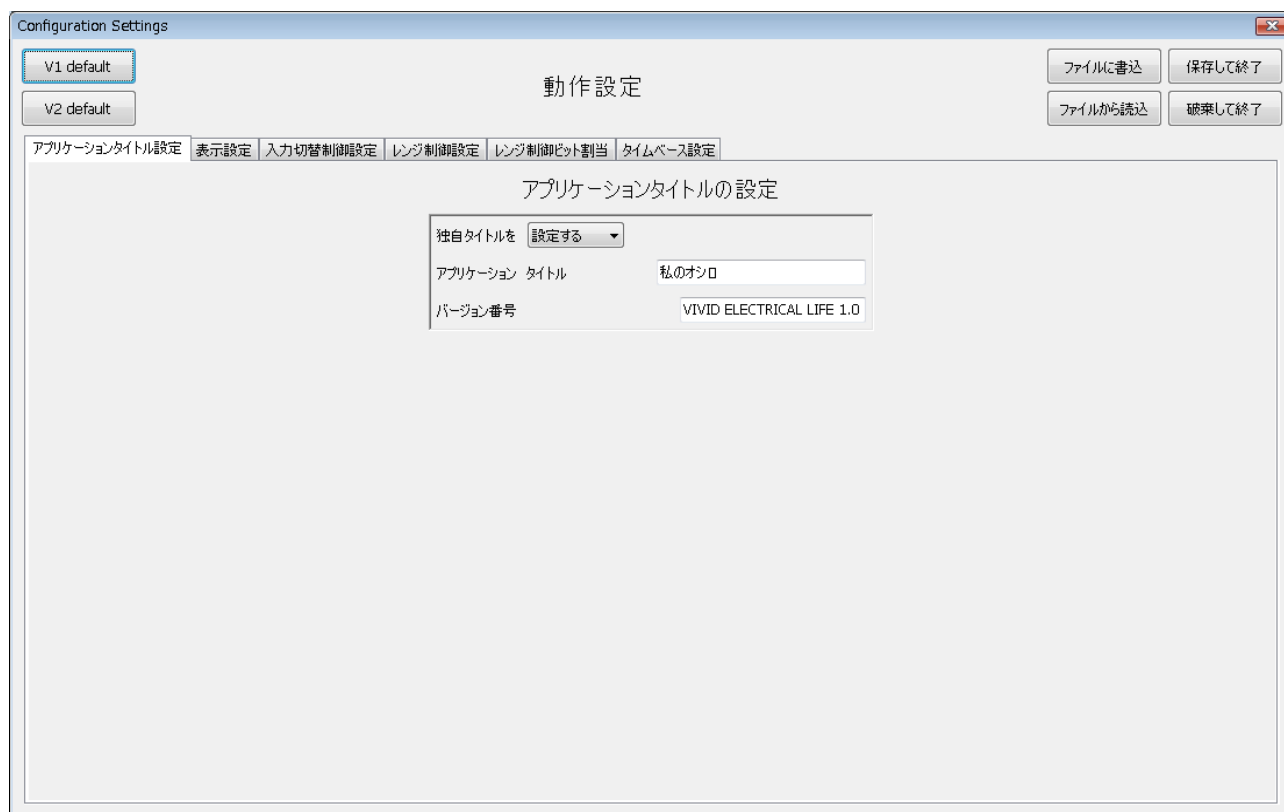 Configuration Settings
V1 default
V2 default
動作設定
ファイルに書込
保存して終了
ファイルから読込
破棄して終了
アプリケーションタイトル設定
表示設定
入力切替制御設定
レンジ制御設定
レンジ制御ビット割当
タイムベース設定
アプリケーションタイトルの設定
独自タイトルを 設定する
アプリケーション タイトル 私のオシロ
バージョン番号 VIVID ELECTRICAL LIFE 1.0